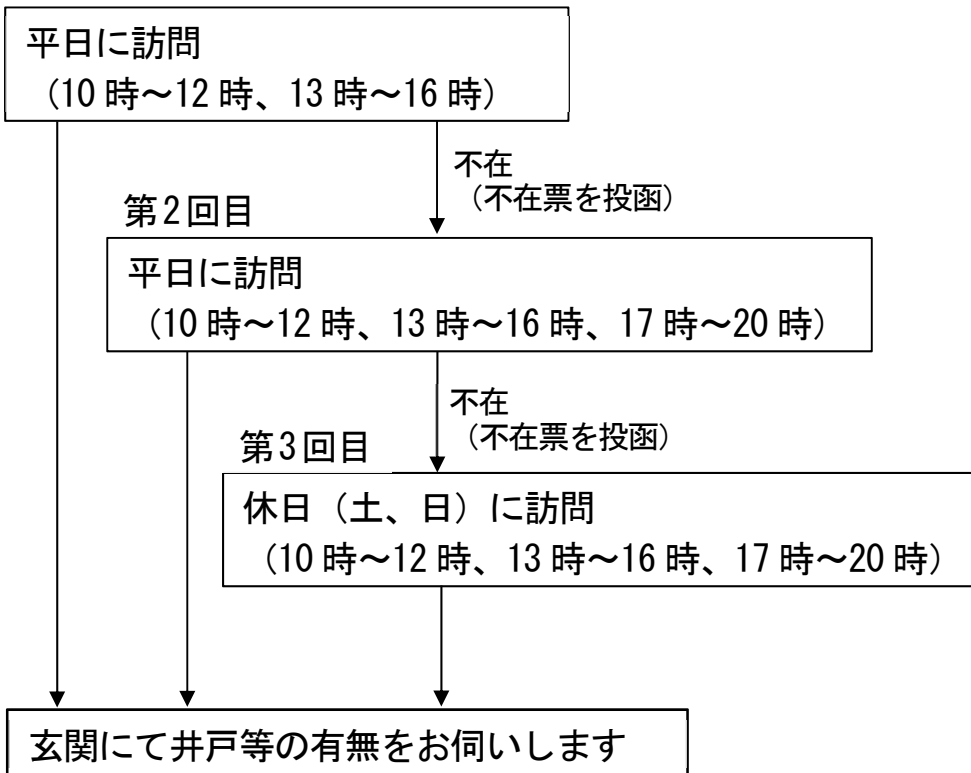 平日に訪問
（10時～12時、13時～16時）
不在
（不在票を投函）
第2回目
平日に訪問
（10時～12時、13時～16時、17時～20時）
不在
（不在票を投函）
第3回目
休日（土、日）に訪問
（10時～12時、13時～16時、17時～20時）
玄関にて井戸等の有無をお伺いします